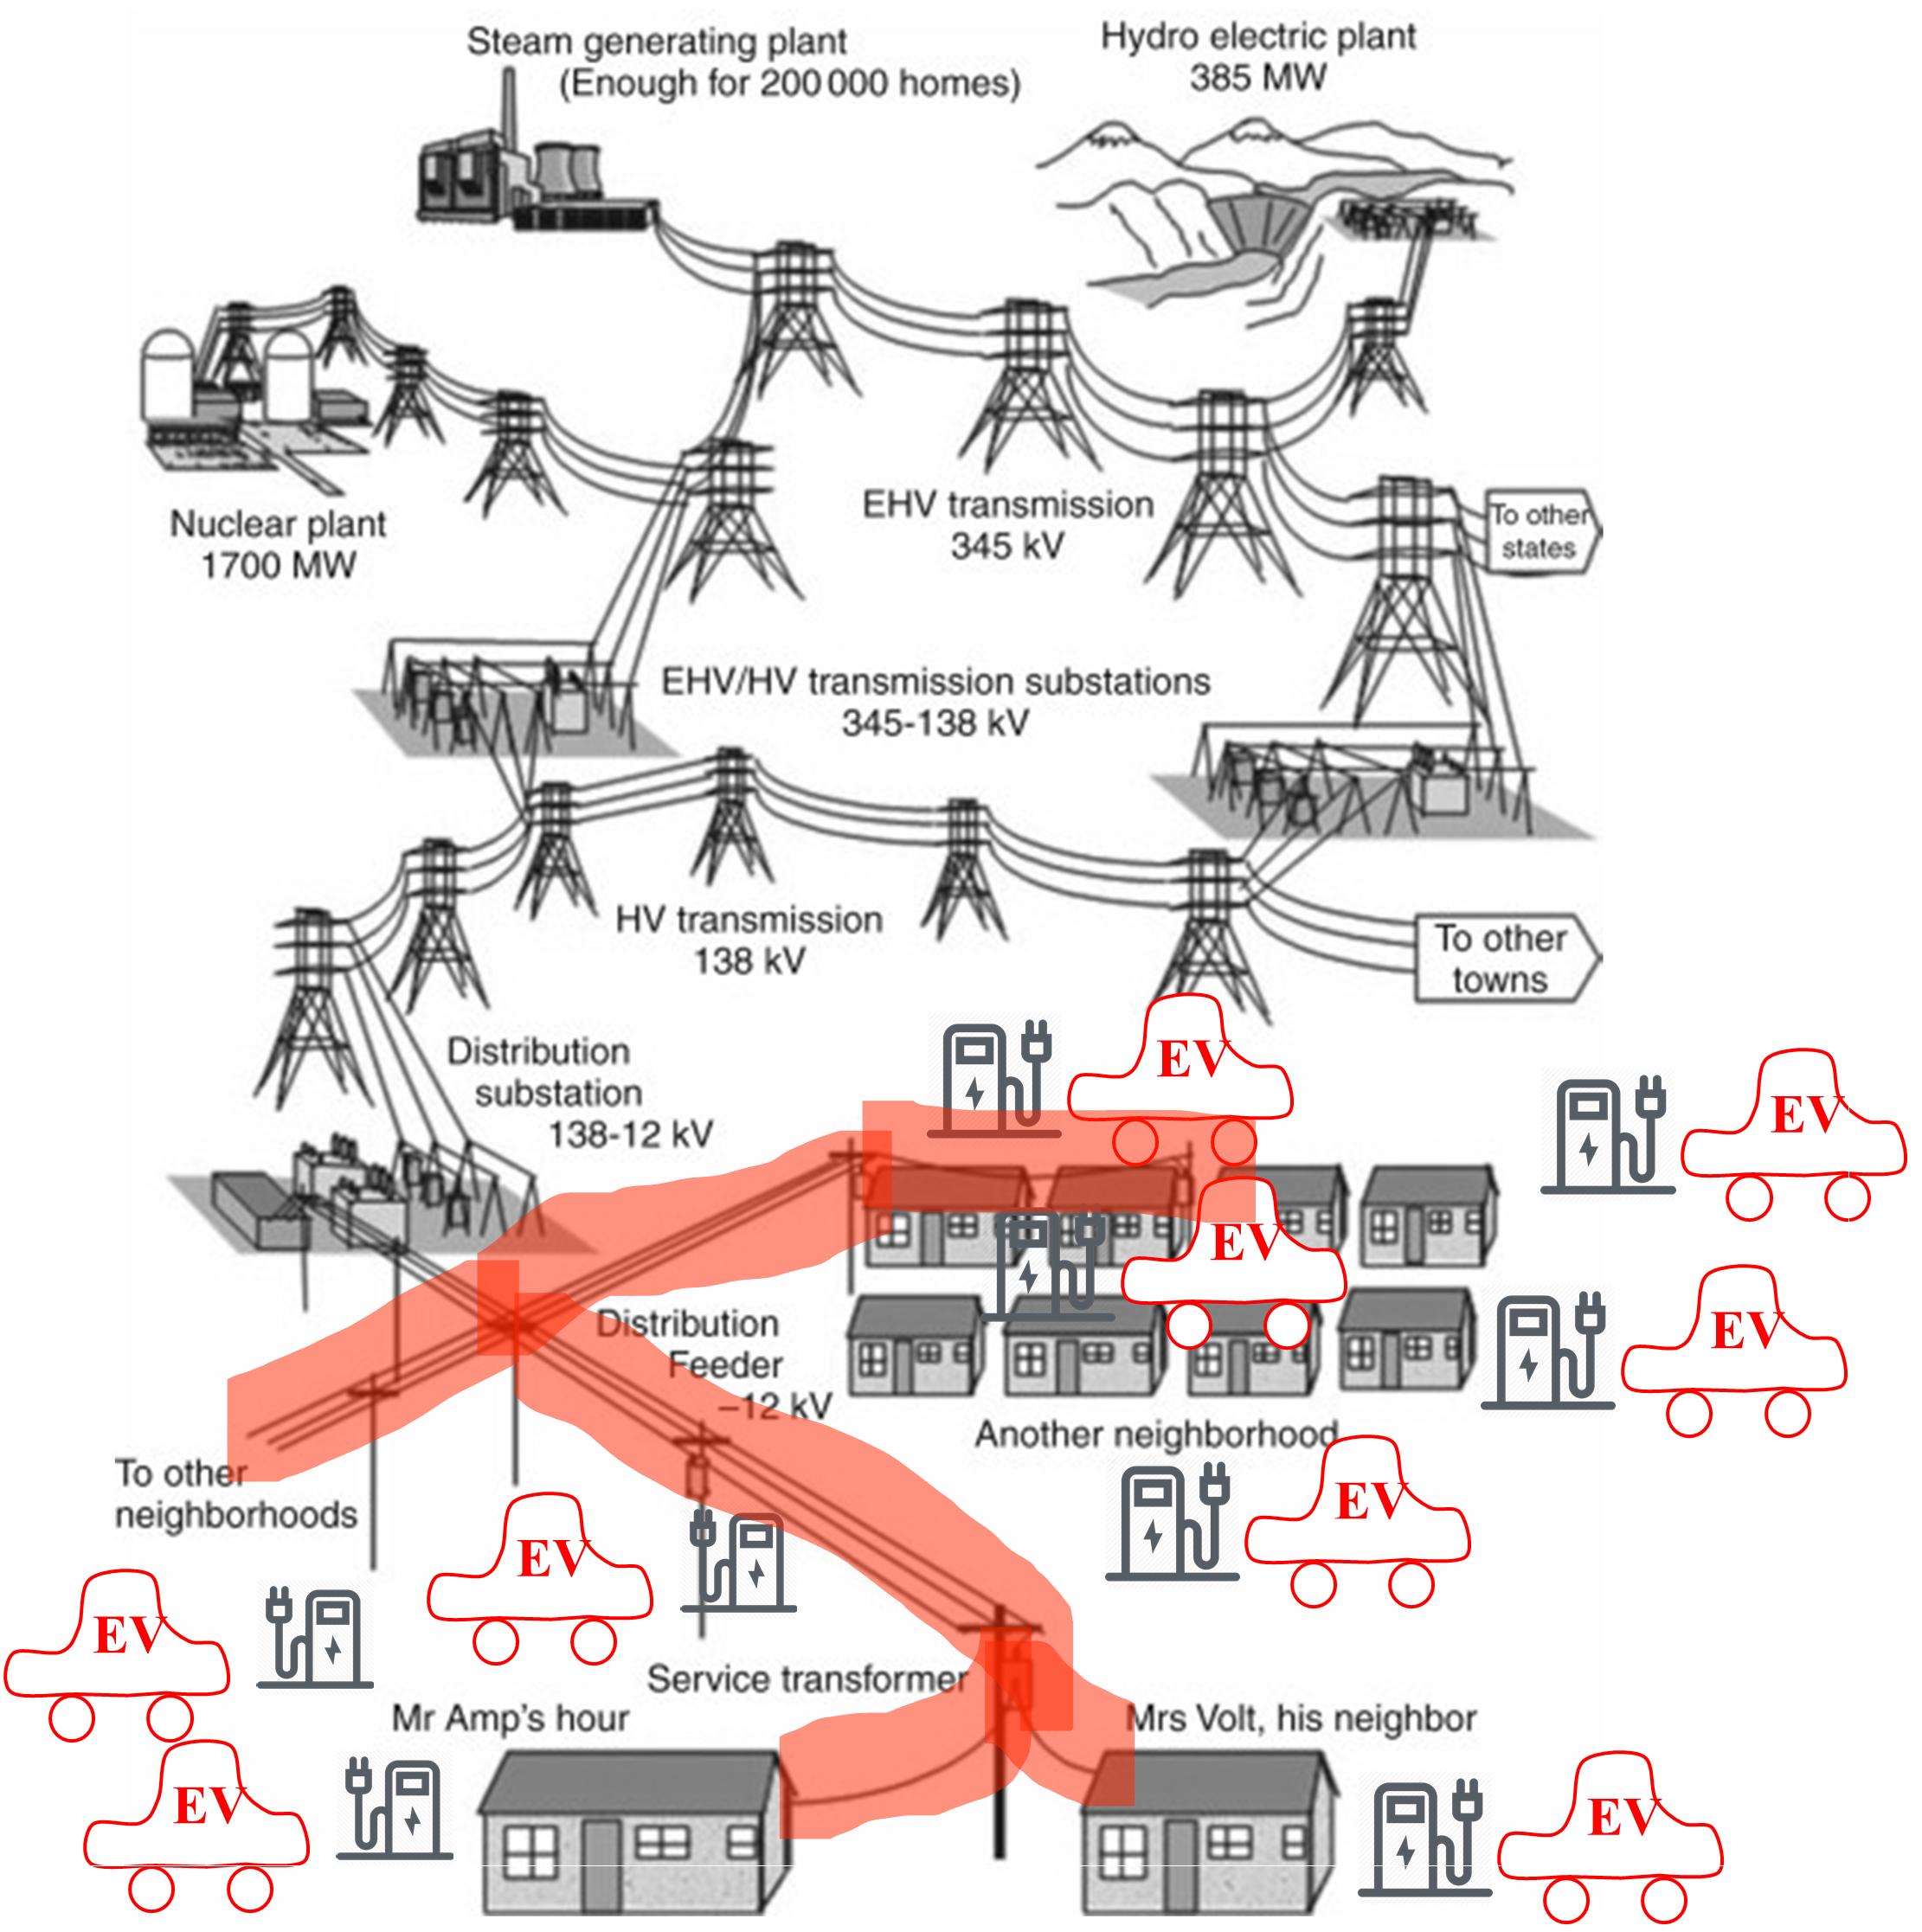 Steam generating plant
(Enough for 200 000 homes)
Hydro electric plant
385 MW
Nuclear plant
1700 MW
EHV transmission
345 kV
To other
states
EHV/HV transmission substations
345-138 kV
HV transmission
138 kV
To other
towns
Distribution
substation
138-12 kV
EV
EV
EV
Distribution
Feeder
–12 kV
EV
Another neighborhood
To other
neighborhoods
EV
EV
EV
Service transformer
Mr Amp's hour
Mrs Volt, his neighbor
EV
EV